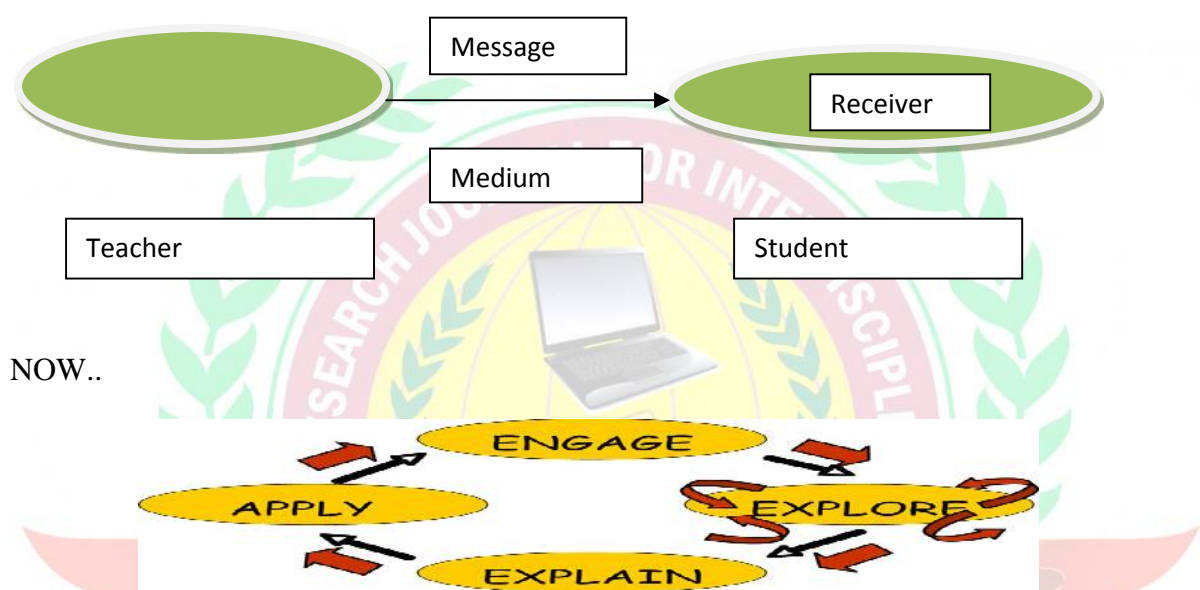 Message
Receiver
Medium
Teacher
Student
NOW..
ENGAGE
APPLY
EXPLORE
EXPLAIN